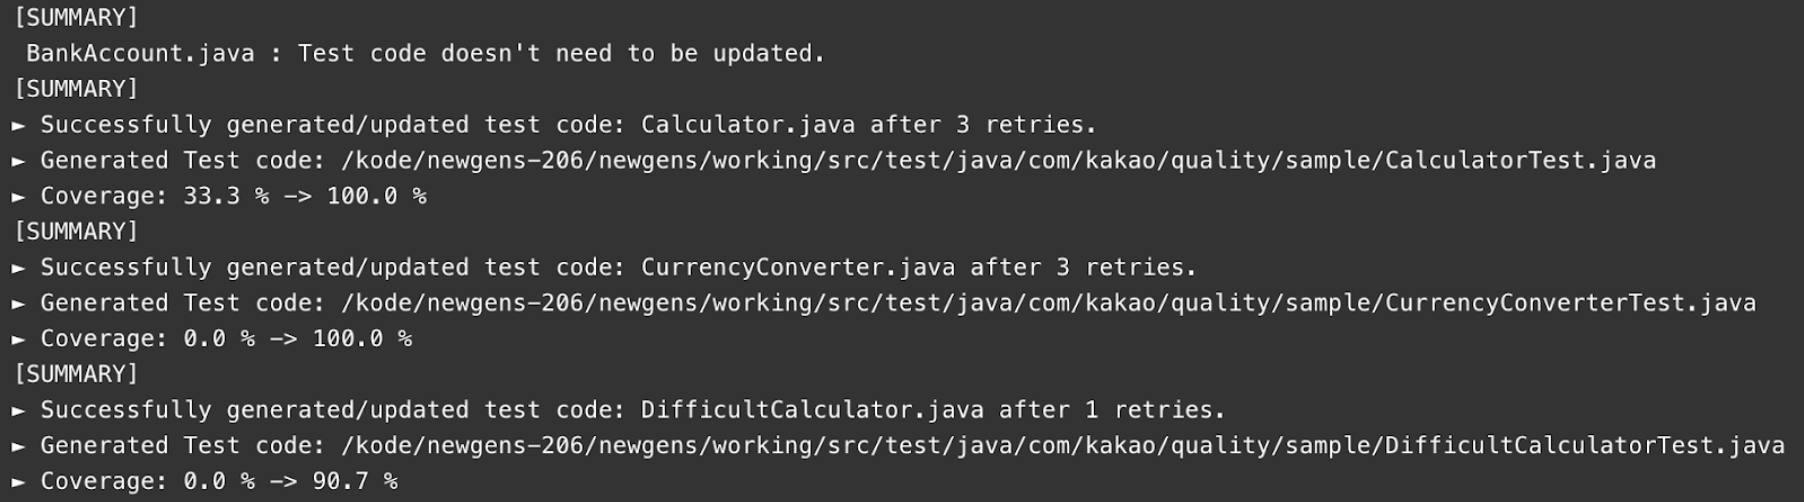 [SUMMARY]
BankAccount.java : Test code doesn't need to be updated.
[SUMMARY]
► Successfully generated/updated test code: Calculator.java after 3 retries.
► Generated Test code: /kode/newgens-206/newgens/working/src/test/java/com/kakao/quality/sample/CalculatorTest.java
► Coverage: 33.3 % -> 100.0 %
[SUMMARY]
► Successfully generated/updated test code: CurrencyConverter.java after 3 retries.
► Generated Test code: /kode/newgens-206/newgens/working/src/test/java/com/kakao/quality/sample/CurrencyConverterTest.java
► Coverage: 0.0 % -> 100.0 %
[SUMMARY]
► Successfully generated/updated test code: DifficultCalculator.java after 1 retries.
► Generated Test code: /kode/newgens-206/newgens/working/src/test/java/com/kakao/quality/sample/DifficultCalculatorTest.java
► Coverage: 0.0 % -> 90.7 %